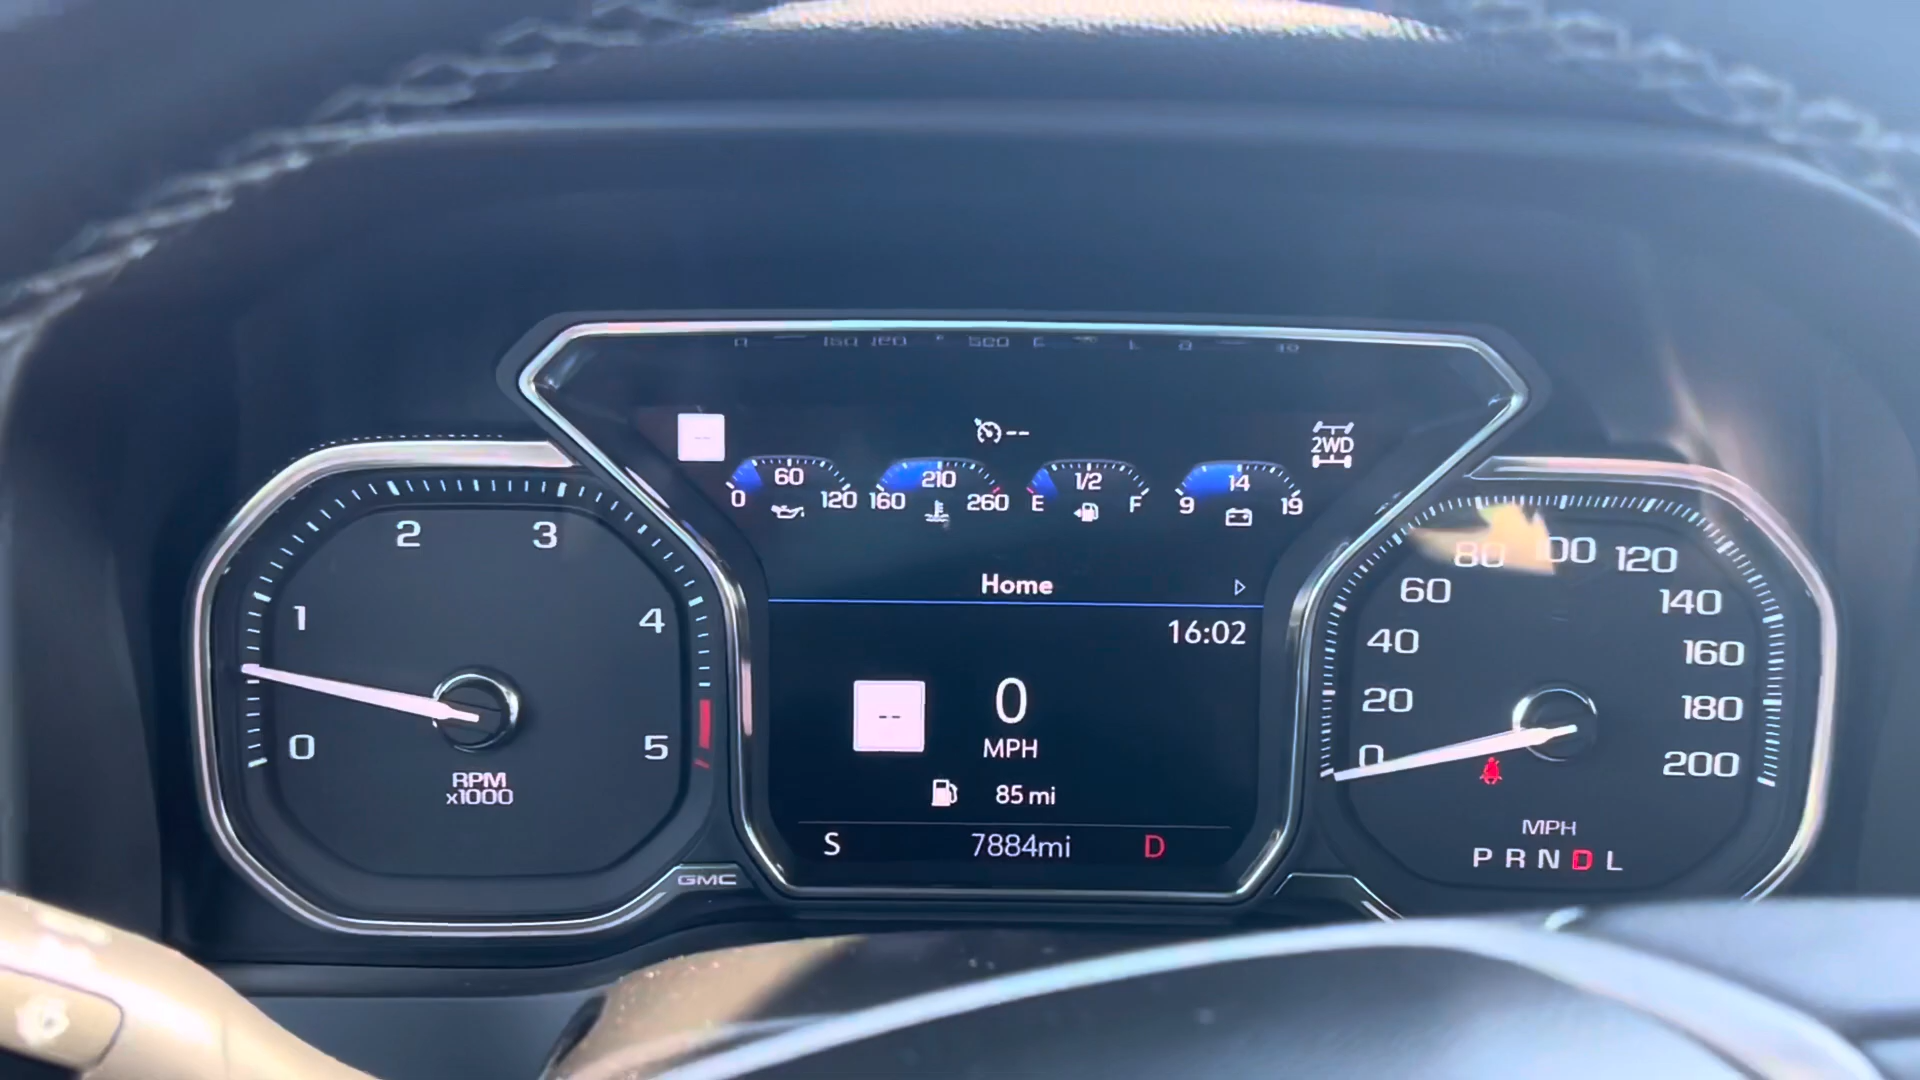 --
--
2WD
60
0 120
210
160 260
1/2
E F
14
9 19
Home
16:02
--
0
MPH
85 mi
S 7884mi D
0
1
2
3
4
5
RPM
x1000
GMC
0
20
40
60
80
100
120
140
160
180
200
MPH
P R N D L